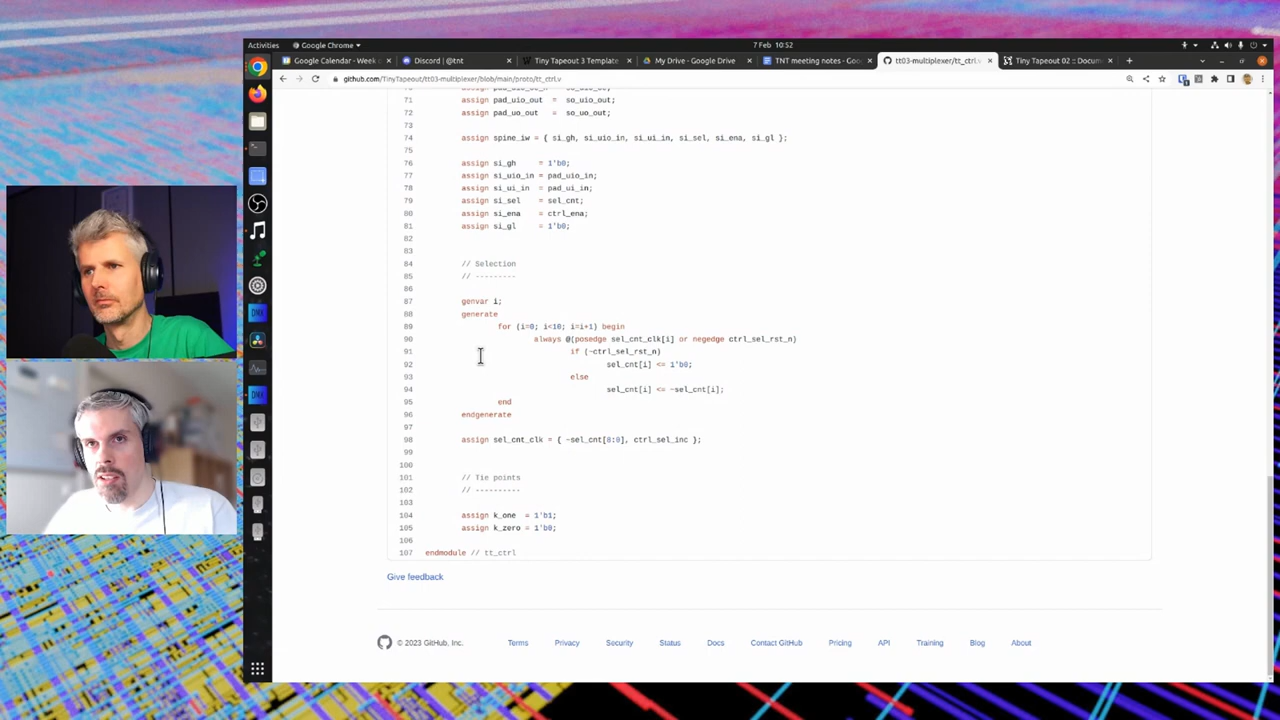 Activities
Google Chrome
7 Feb 10:52
Google Calendar - Week
Discord | @tnt
Tiny Tapeout 3 Template
My Drive - Google Drive
TNT meeting notes - Goo
tt03-multiplexer/tt_ctrl.v
Tiny Tapeout 02 :: Docum
github.com/TinyTapeout/tt03-multiplexer/blob/main/proto/tt_ctrl.v
71 assign pad_uio_out = so_uio_out;
72 assign pad_uo_out = so_uo_out;
73
74 assign spine_iw = { si_gh, si_uio_in, si_ui_in, si_sel, si_ena, si_gl };
75
76 assign si_gh = 1'b0;
77 assign si_uio_in = pad_uio_in;
78 assign si_ui_in = pad_ui_in;
79 assign si_sel = sel_cnt;
80 assign si_ena = ctrl_ena;
81 assign si_gl = 1'b0;
82
83
84 // Selection
85 // ---------
86
87 genvar i;
88 generate
89 for (i=0; i<10; i=i+1) begin
90 always @(posedge sel_cnt_clk[i] or negedge ctrl_sel_rst_n)
91 if (~ctrl_sel_rst_n)
92 sel_cnt[i] <= 1'b0;
93 else
94 sel_cnt[i] <= ~sel_cnt[i];
95 end
96 endgenerate
97
98 assign sel_cnt_clk = { ~sel_cnt[8:0], ctrl_sel_inc };
99
100
101 // Tie points
102 // ----------
103
104 assign k_one = 1'b1;
105 assign k_zero = 1'b0;
106
107 endmodule // tt_ctrl
Give feedback
© 2023 GitHub, Inc.
Terms
Privacy
Security
Status
Docs
Contact GitHub
Pricing
API
Training
Blog
About